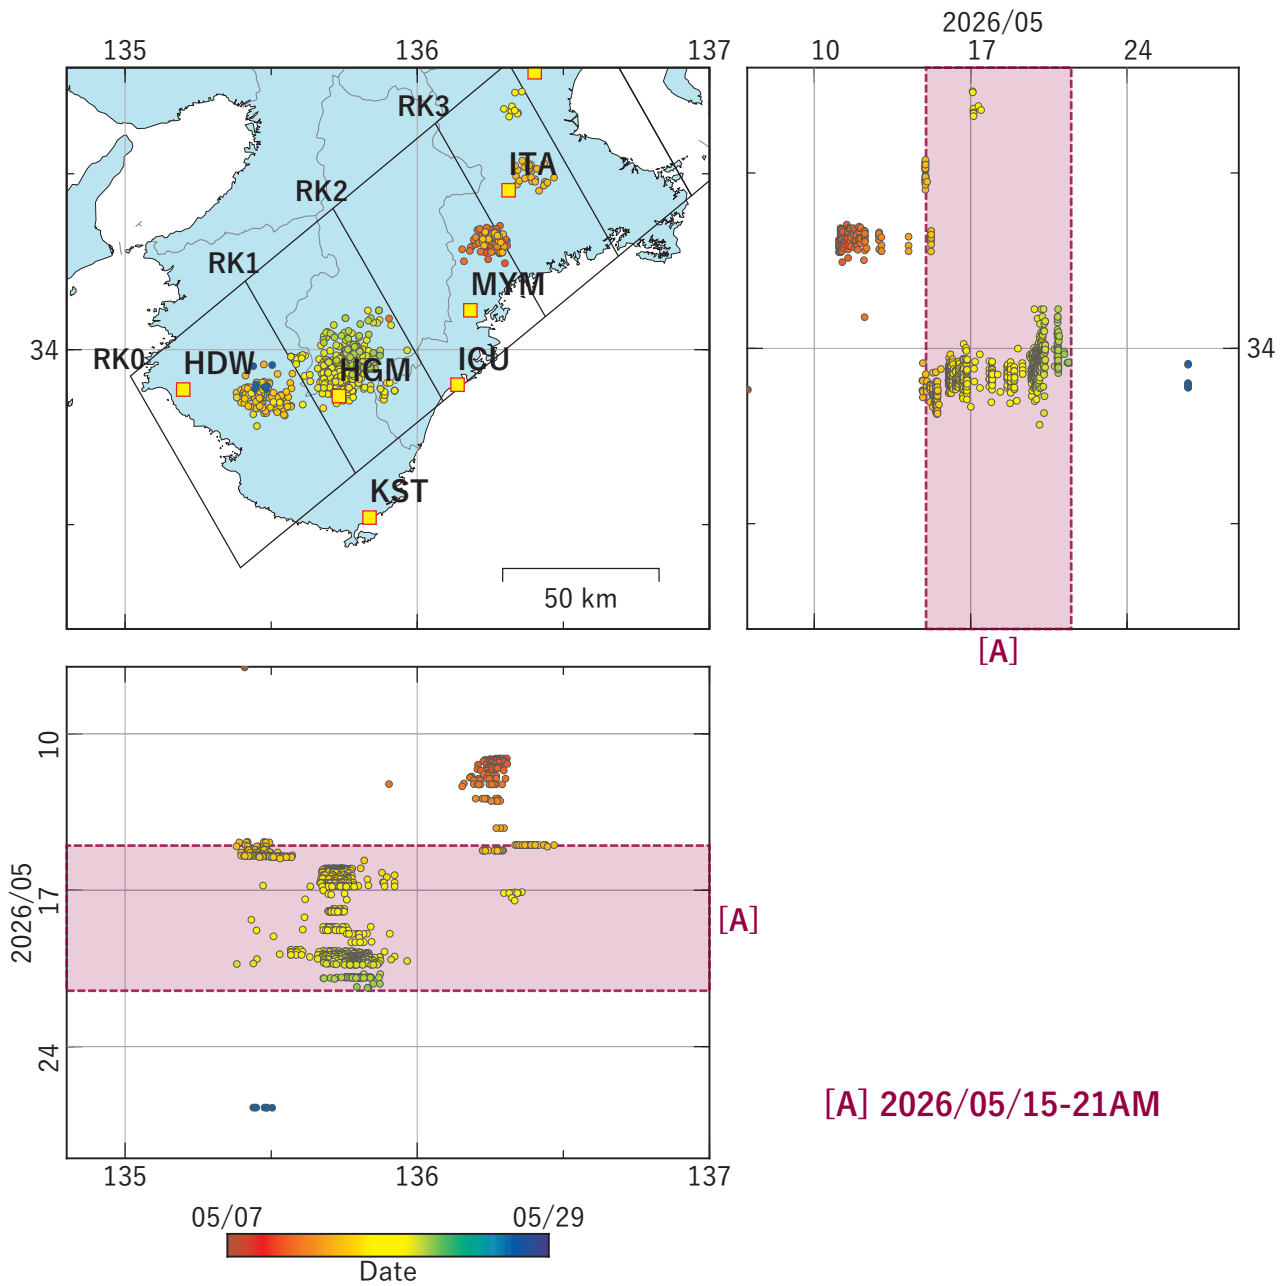 2026/05
135 136 137
10 17 24
RK3
ITA
RK2
RK1
MYM
34
RK0
HDW
HGM
ICU
34
KST
50 km
[A]
10
17
24
2026/05
[A]
[A] 2026/05/15-21AM
135 136 137
05/07 05/29
Date